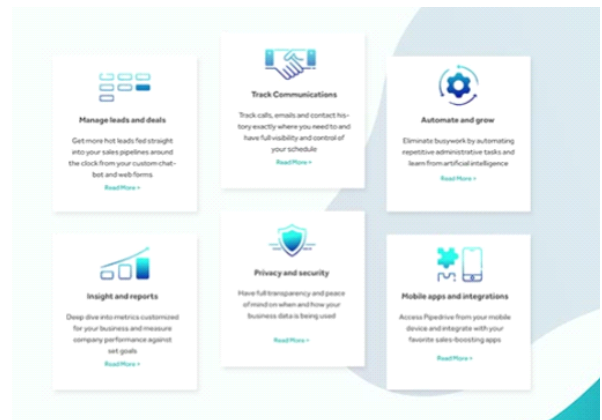 Manage leads and deals
Get more hot leads fed straight
into your sales pipelines around
the clock from your custom chat-
bot and web forms
Read More »
Track Communications
Track calls, emails and contact his-
tory exactly where you need to and
have full visibility and control of
your schedule
Read More »
Automate and grow
Eliminate busywork by automating
repetitive administrative tasks and
learn from artificial intelligence
Read More »
Insight and reports
Deep dive into metrics customized
for your business and measure
company performance against
set goals
Read More »
Privacy and security
Have full transparency and peace
of mind on when and how your
business data is being used
Read More »
Mobile apps and integrations
Access Pipedrive from your mobile
device and integrate with your
favorite sales-boosting apps
Read More »